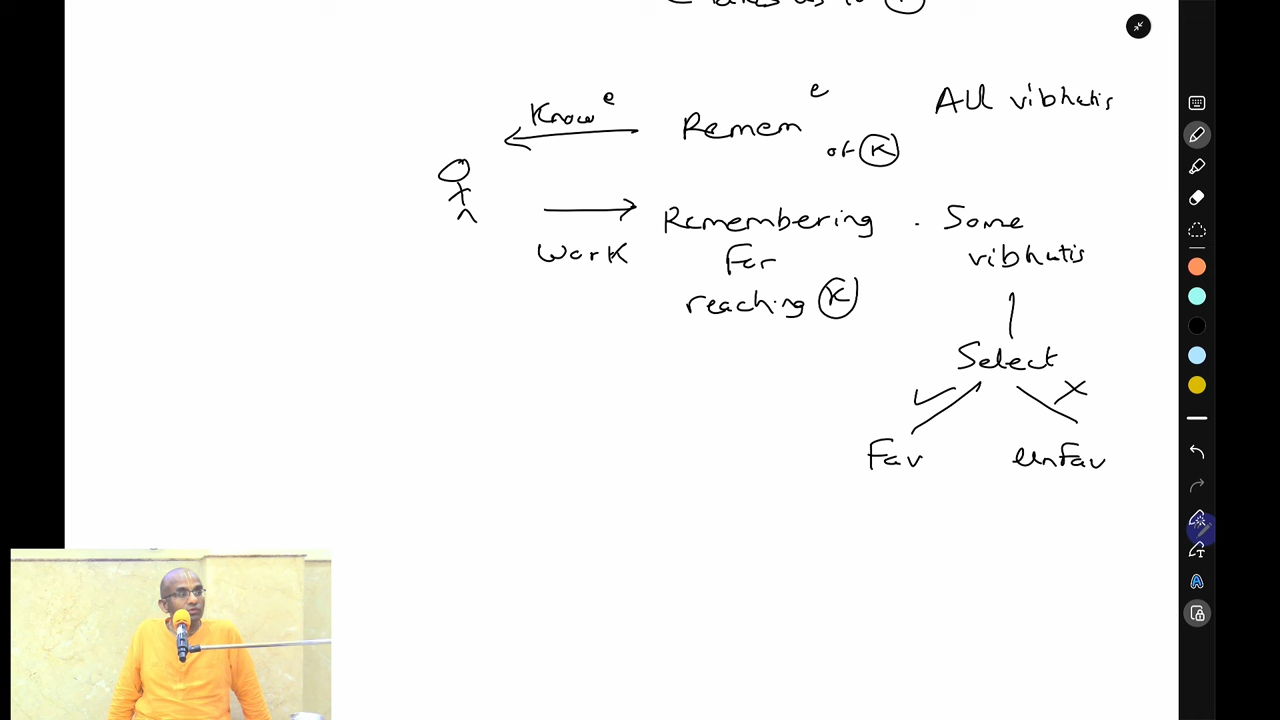 Know e
Remem e
of K
All vibhutis
Work
Remembering
For
reaching K
. Some
vibhutis
Select
Fav
unFav